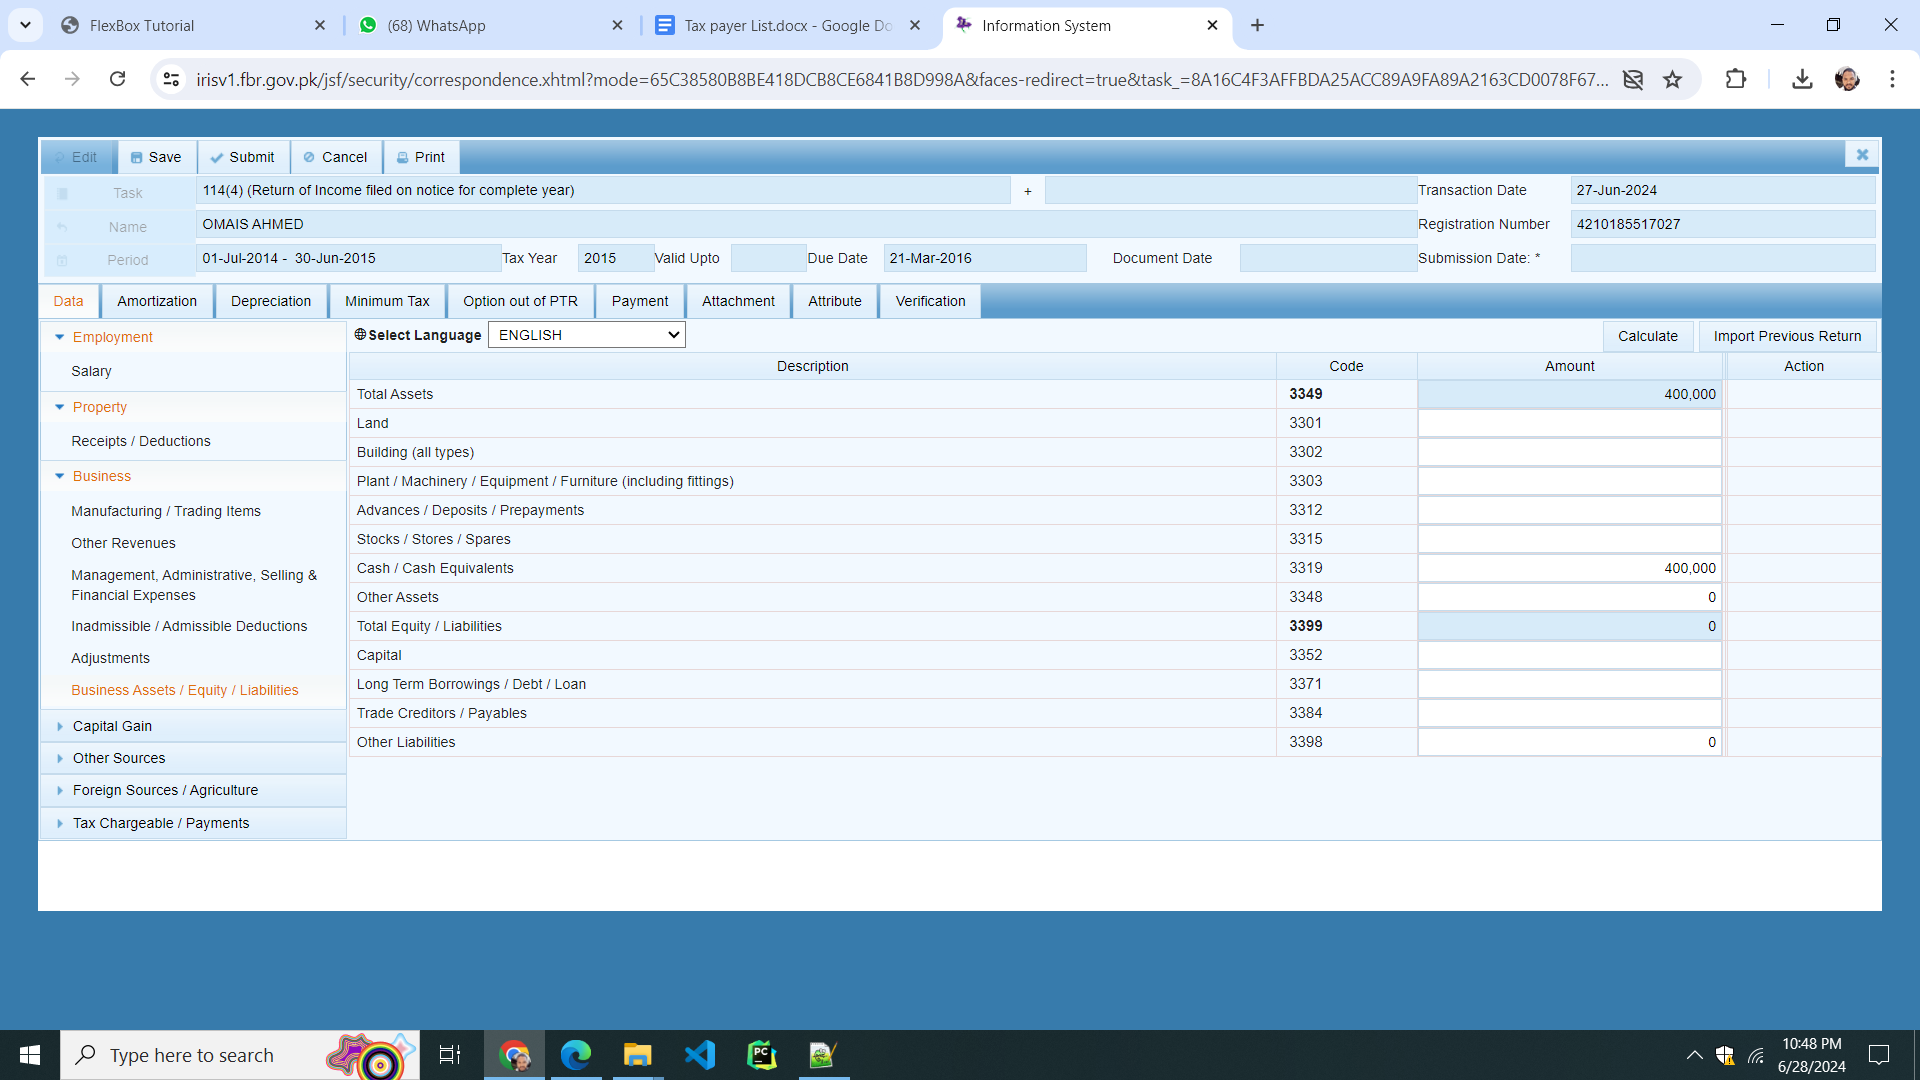 FlexBox Tutorial
(68) WhatsApp
Tax payer List.docx - Google Do
Information System
irisv1.fbr.gov.pk/jsf/security/correspondence.xhtml?mode=65C38580B8BE418DCB8CE6841B8D998A&faces-redirect=true&task_=8A16C4F3AFFBDA25ACC89A9FA89A2163CD0078F67...
Edit Save Submit Cancel Print
Task 114(4) (Return of Income filed on notice for complete year) + Transaction Date 27-Jun-2024
Name OMAIS AHMED Registration Number 4210185517027
Period 01-Jul-2014 - 30-Jun-2015 Tax Year 2015 Valid Upto Due Date 21-Mar-2016 Document Date Submission Date: *
Data Amortization Depreciation Minimum Tax Option out of PTR Payment Attachment Attribute Verification
Employment
Salary
Property
Receipts / Deductions
Business
Manufacturing / Trading Items
Other Revenues
Management, Administrative, Selling &
Financial Expenses
Inadmissible / Admissible Deductions
Adjustments
Business Assets / Equity / Liabilities
Capital Gain
Other Sources
Foreign Sources / Agriculture
Tax Chargeable / Payments
Select Language ENGLISH Calculate Import Previous Return
Description Code Amount Action
Total Assets 3349 400,000
Land 3301
Building (all types) 3302
Plant / Machinery / Equipment / Furniture (including fittings) 3303
Advances / Deposits / Prepayments 3312
Stocks / Stores / Spares 3315
Cash / Cash Equivalents 3319 400,000
Other Assets 3348 0
Total Equity / Liabilities 3399 0
Capital 3352
Long Term Borrowings / Debt / Loan 3371
Trade Creditors / Payables 3384
Other Liabilities 3398 0
Type here to search
PC
10:48 PM
6/28/2024